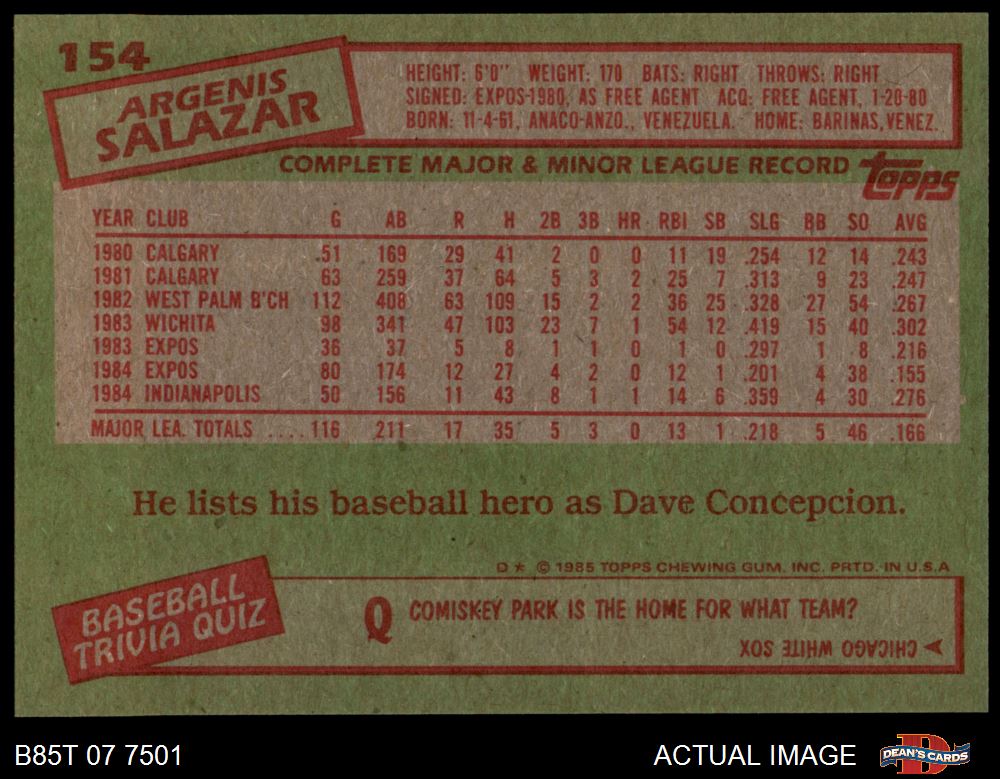 154
ARGENIS
SALAZAR
HEIGHT: 6'0" WEIGHT: 170 BATS: RIGHT THROWS: RIGHT
SIGNED: EXPOS-1980, AS FREE AGENT ACQ: FREE AGENT, 1-20-80
BORN: 11-4-61, ANACO-ANZO., VENEZUELA. HOME: BARINAS, VENEZ.
COMPLETE MAJOR & MINOR LEAGUE RECORD topps
YEAR CLUB G AB R H 2B 3B HR RBI SB SLG BB SO AVG
1980 CALGARY 51 169 29 41 2 0 0 11 19 .254 12 14 .243
1981 CALGARY 63 259 37 64 5 3 2 25 7 .313 9 23 .247
1982 WEST PALM B'CH 112 408 63 109 15 2 2 36 25 .328 27 54 .267
1983 WICHITA 98 341 47 103 23 7 1 54 12 .419 15 40 .302
1983 EXPOS 36 37 5 8 1 1 0 1 0 .297 1 8 .216
1984 EXPOS 80 174 12 27 4 2 0 12 1 .201 4 38 .155
1984 INDIANAPOLIS 50 156 11 43 8 1 1 14 6 .359 4 30 .276
MAJOR LEA. TOTALS .... 116 211 17 35 5 3 0 13 1 .218 5 46 .166
He lists his baseball hero as Dave Concepcion.
D* © 1985 TOPPS CHEWING GUM, INC. PRTD. IN U.S.A
BASEBALL
TRIVIA QUIZ
Q COMISKEY PARK IS THE HOME FOR WHAT TEAM?
CHICAGO WHITE SOX
B85T 07 7501 ACTUAL IMAGE DEAN'S CARDS